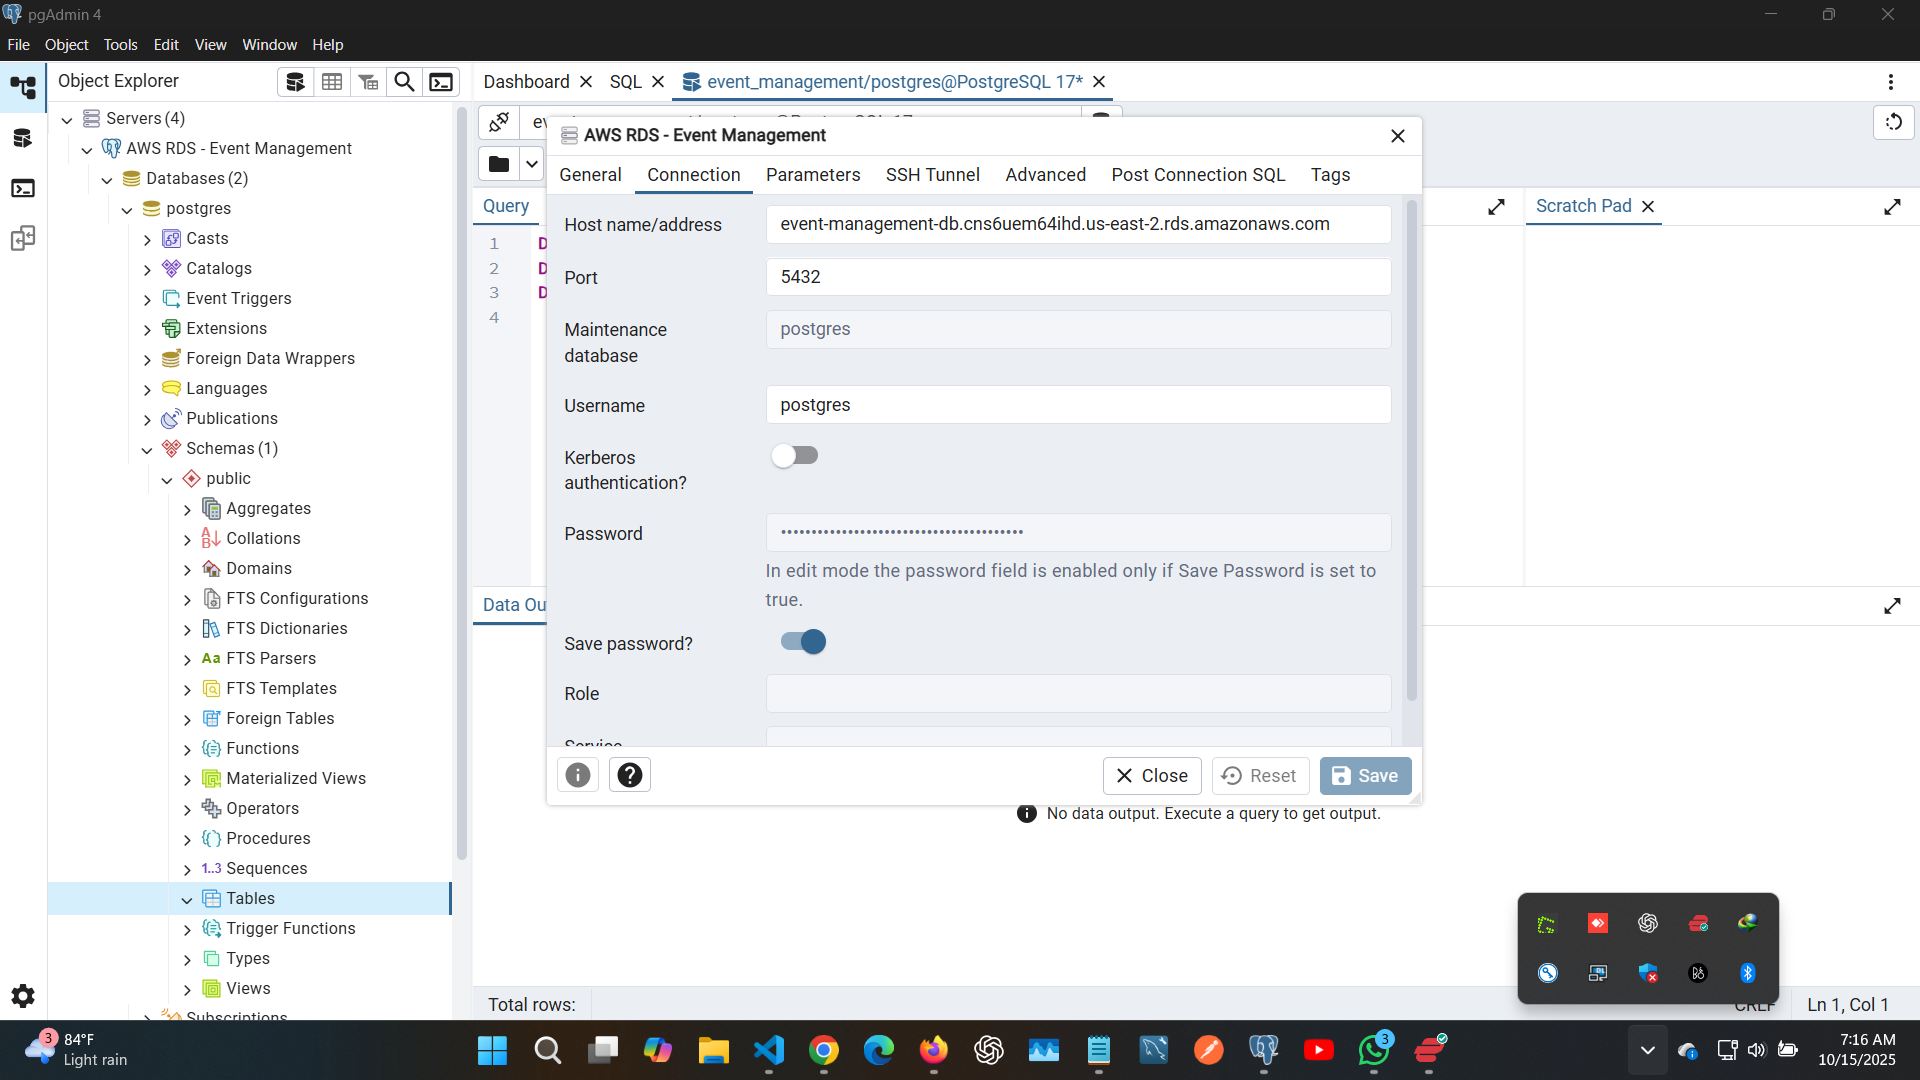 pgAdmin 4
File Object Tools Edit View Window Help
Object Explorer
Dashboard
SQL
event_management/postgres@PostgreSQL 17*
Servers (4)
AWS RDS - Event Management
Databases (2)
postgres
Casts
Catalogs
Event Triggers
Extensions
Foreign Data Wrappers
Languages
Publications
Schemas (1)
public
Aggregates
Collations
Domains
FTS Configurations
FTS Dictionaries
FTS Parsers
FTS Templates
Foreign Tables
Functions
Materialized Views
Operators
Procedures
1..3 Sequences
Tables
Trigger Functions
Types
Views
Subscriptions
Query
Scratch Pad
1 D
2 D
3 D
4
Data Ou
AWS RDS - Event Management
General Connection Parameters SSH Tunnel Advanced Post Connection SQL Tags
Host name/address
event-management-db.cns6uem64ihd.us-east-2.rds.amazonaws.com
Port
5432
Maintenance
database
postgres
Username
postgres
Kerberos
authentication?
Password
••••••••••••••••••••••••••••••••••••••••
In edit mode the password field is enabled only if Save Password is set to
true.
Save password?
Role
Service
Close Reset Save
No data output. Execute a query to get output.
Total rows:
CRLF
Ln 1, Col 1
3
84°F
Light rain
3
7:16 AM
10/15/2025